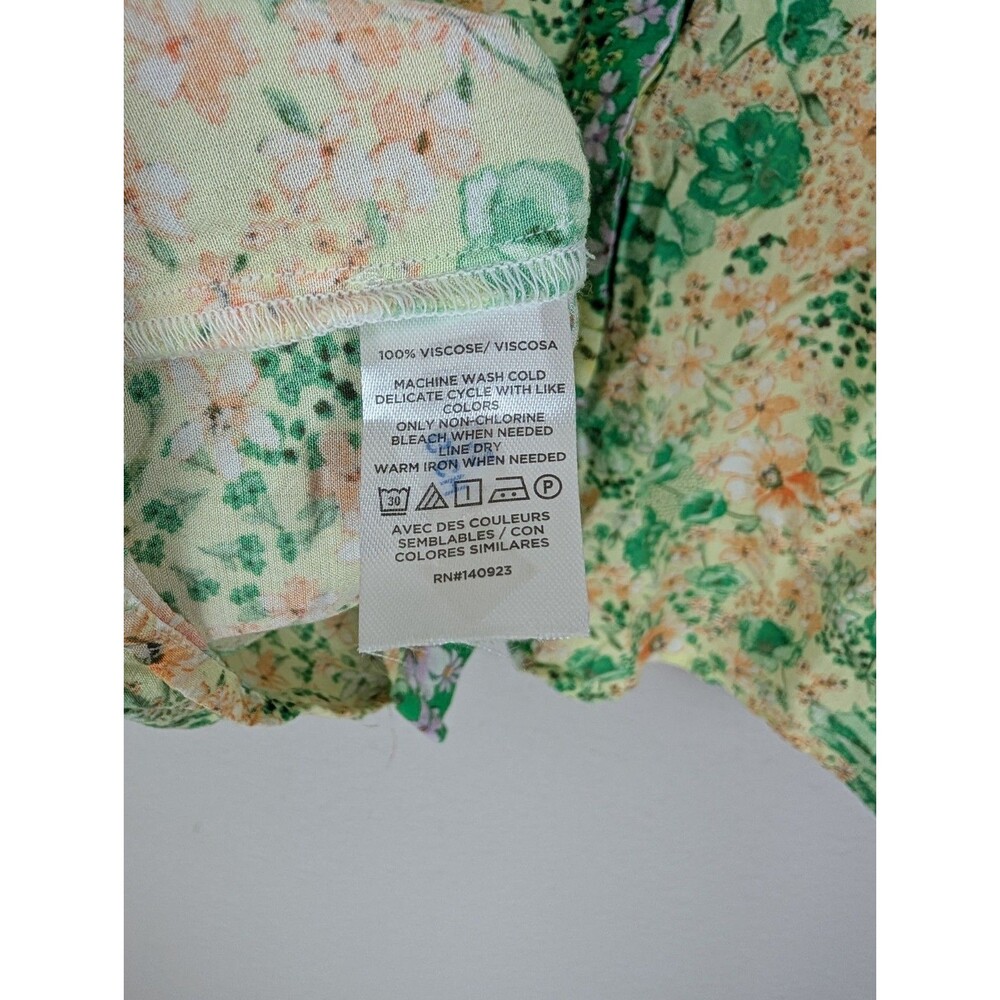 100% VISCOSE/ VISCOSA
MACHINE WASH COLD
DELICATE CYCLE WITH LIKE
COLORS
ONLY NON-CHLORINE
BLEACH WHEN NEEDED
LINE DRY
WARM IRON WHEN NEEDED
30 P
AVEC DES COULEURS
SEMBLABLES / CON
COLORES SIMILARES
RN#140923